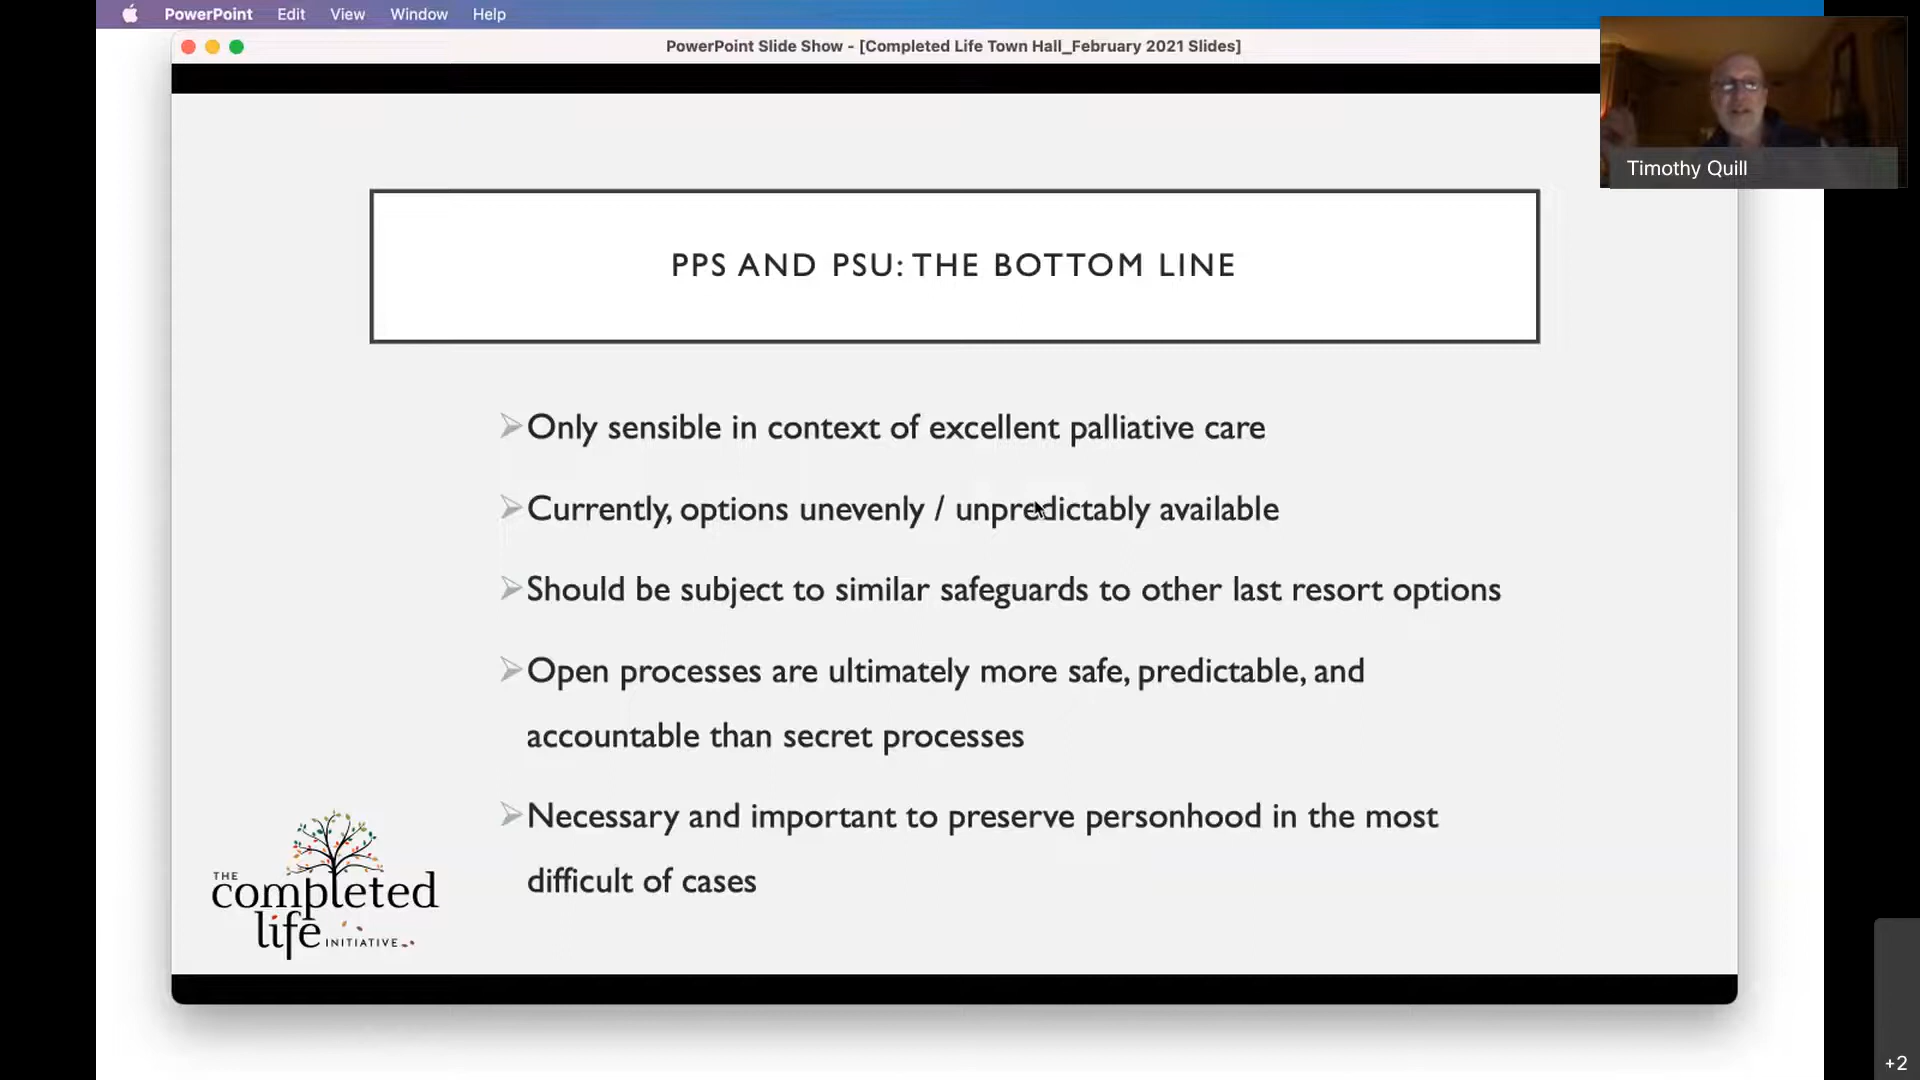 PowerPoint Edit View Window Help
PowerPoint Slide Show - [Completed Life Town Hall_February 2021 Slides]
Timothy Quill
PPS AND PSU: THE BOTTOM LINE
Only sensible in context of excellent palliative care
Currently, options unevenly / unpredictably available
Should be subject to similar safeguards to other last resort options
Open processes are ultimately more safe, predictable, and
accountable than secret processes
Necessary and important to preserve personhood in the most
difficult of cases
THE
completed
life INITIATIVE
+2